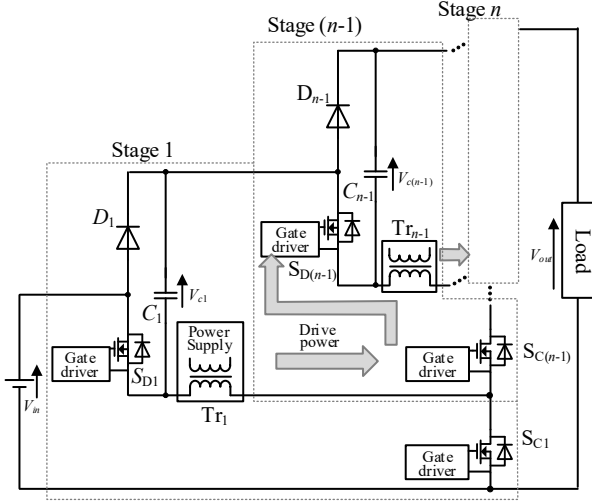 Stage n
Stage (n-1)
Dn-1
Stage 1
Cn-1
Vc(n-1)
D1
Gate
driver
Trn-1
SD(n-1)
Vout
Load
C1
Vc1
Power
Supply
Drive
power
Gate
driver
SD1
Gate
driver
SC(n-1)
Vin
Tr1
Gate
driver
SC1